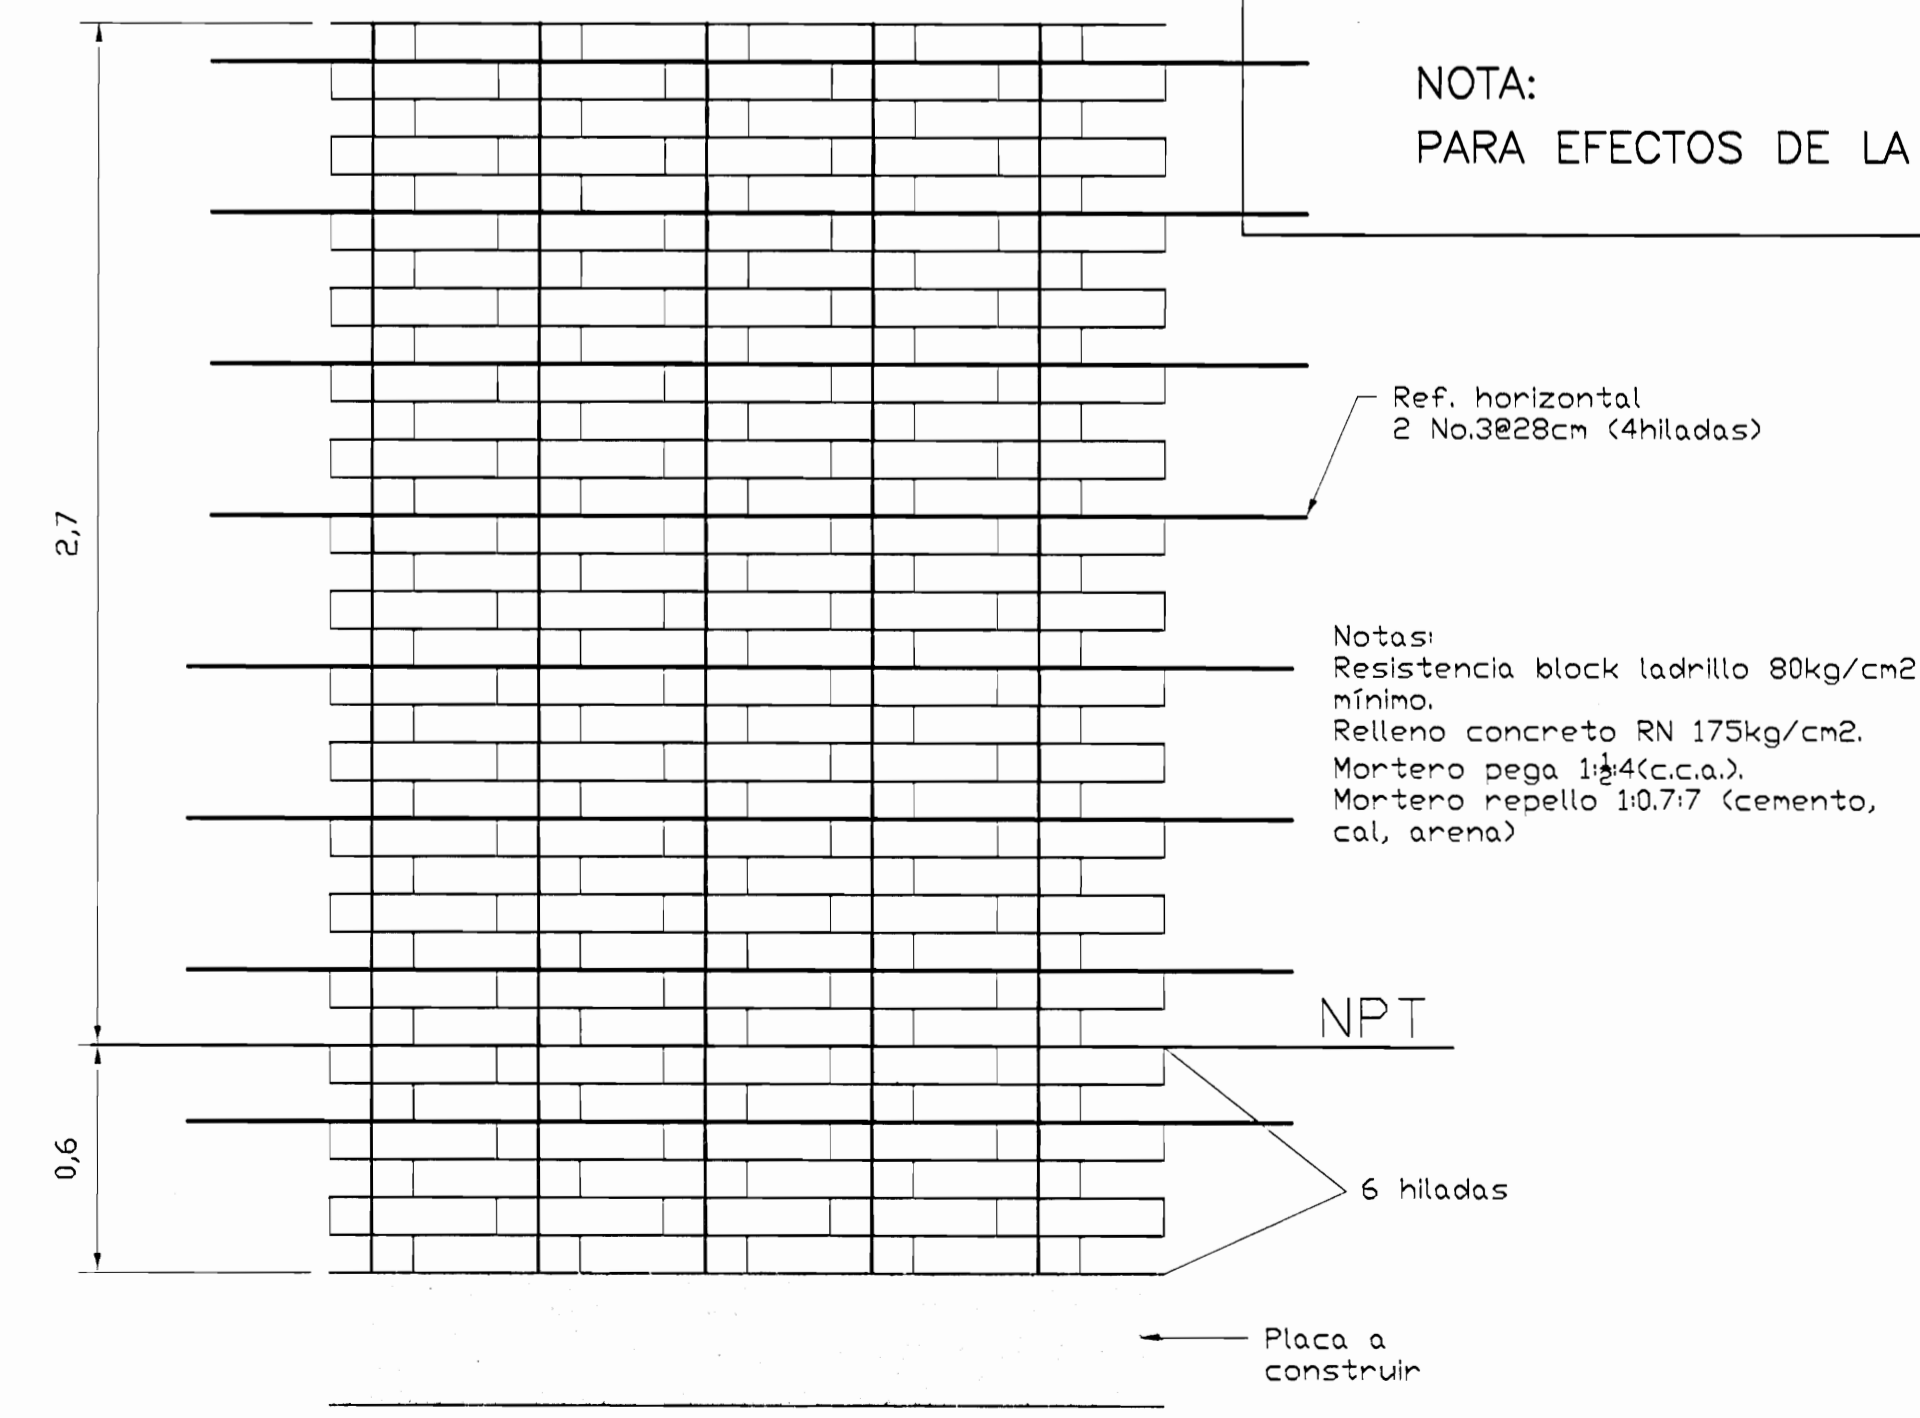 NOTA:
PARA EFECTOS DE LA
Ref. horizontal
2 No.3@28cm (4hiladas)
2,7
Notas:
Resistencia block ladrillo 80kg/cm2
mínimo.
Relleno concreto RN 175kg/cm2.
Mortero pega 1:½:4(c.c.a.).
Mortero repello 1:0.7:7 (cemento,
cal, arena)
NPT
0,6
6 hiladas
Placa a
construir